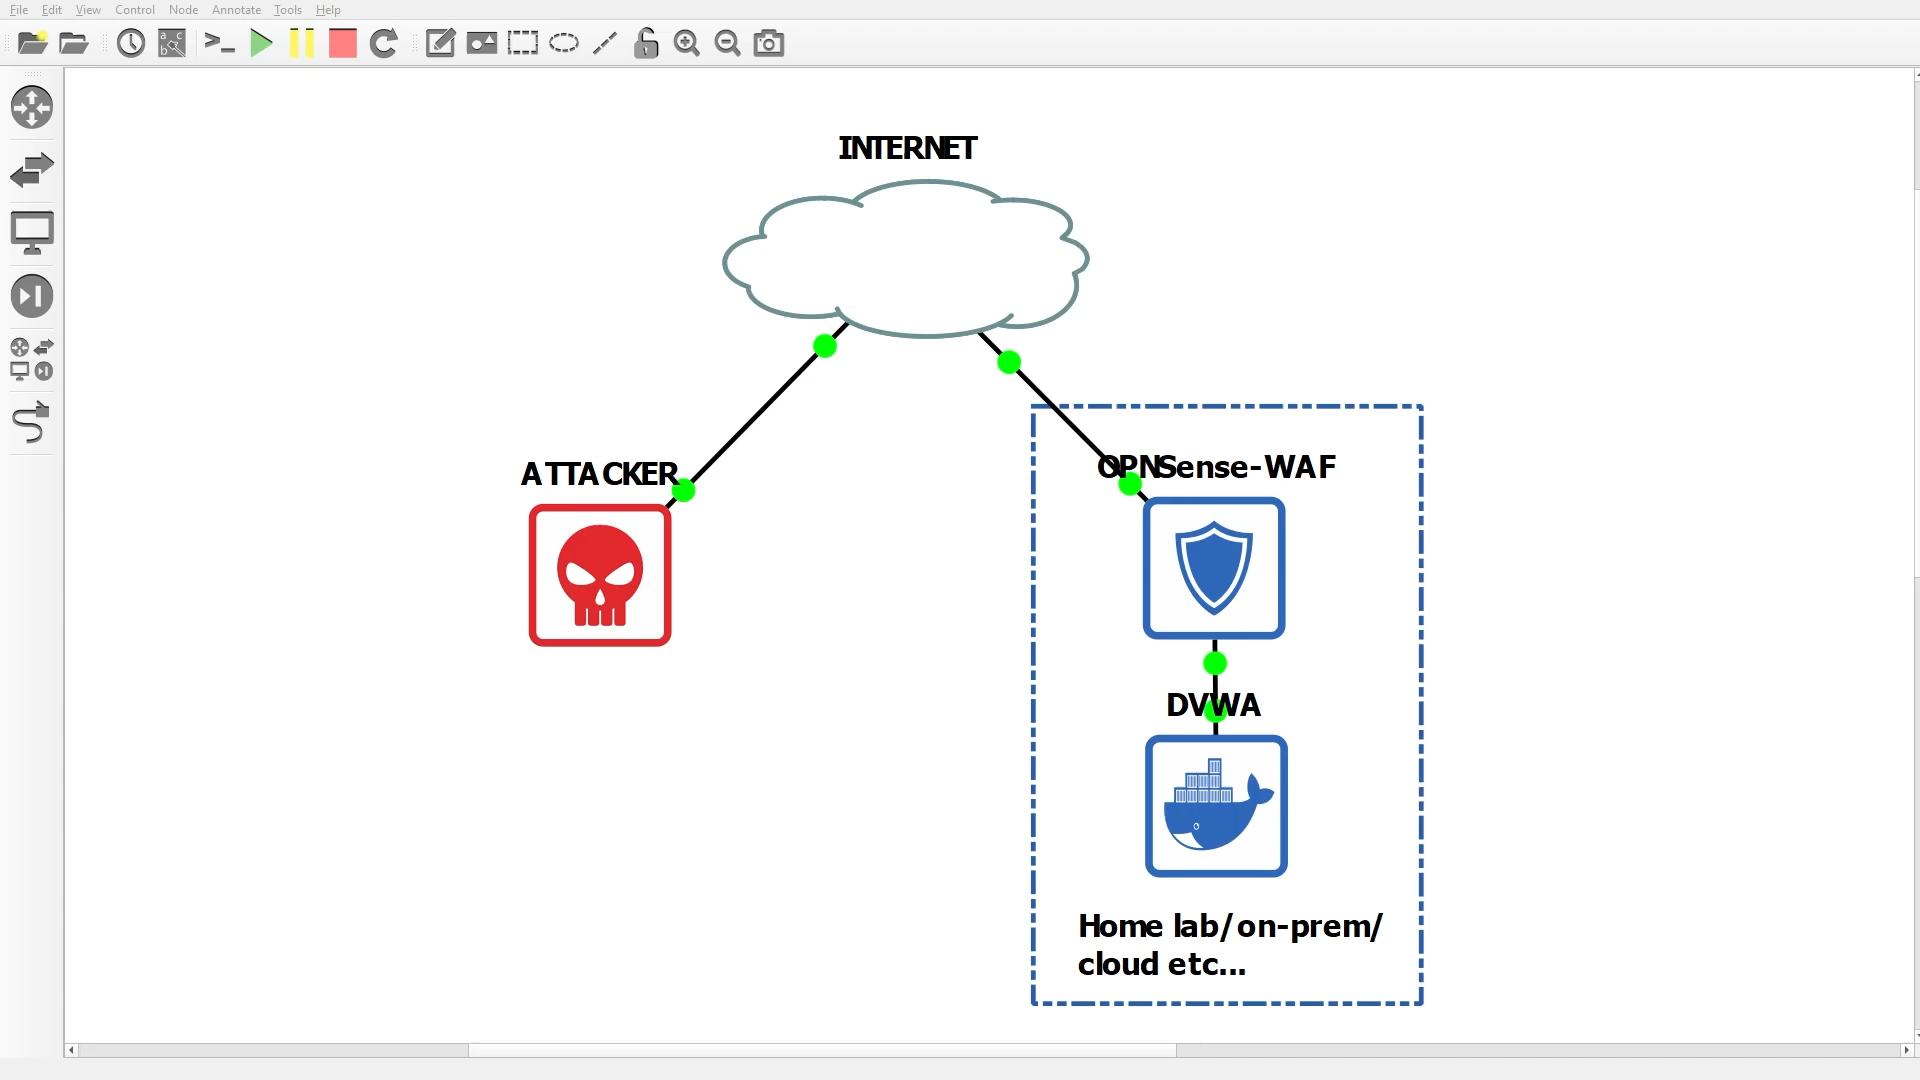 File Edit View Control Node Annotate Tools Help
INTERNET
ATTACKER
OPNSense-WAF
DVWA
Home lab/on-prem/
cloud etc...